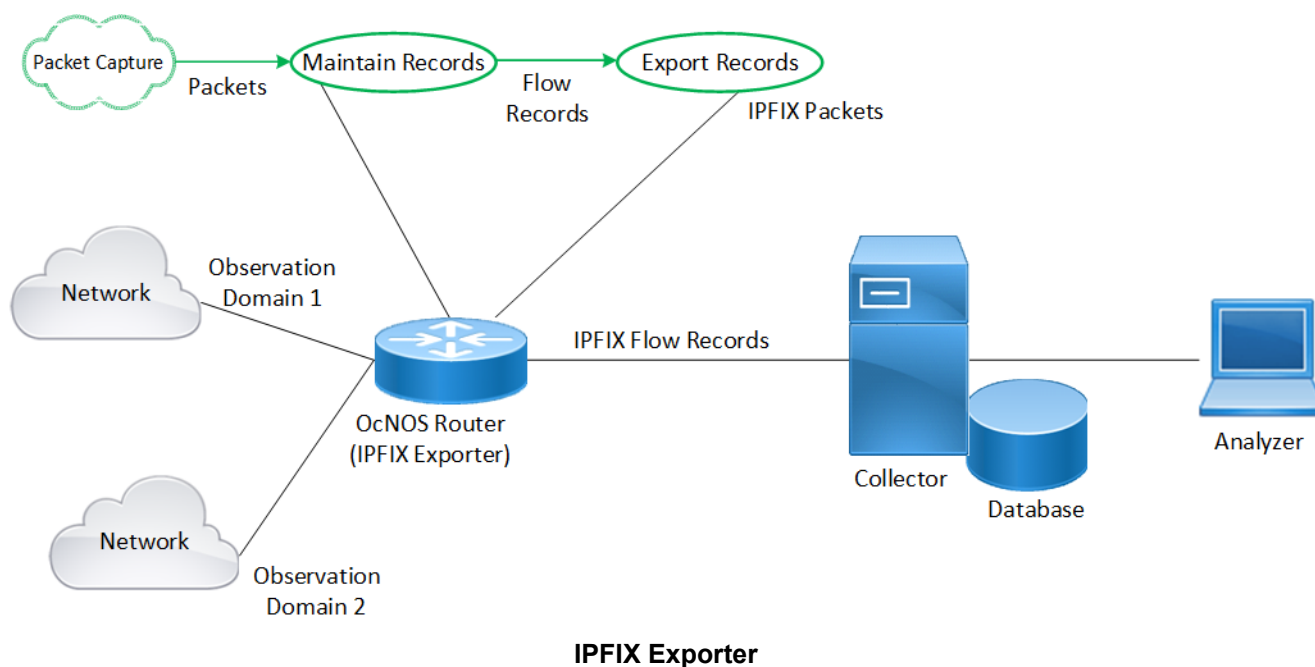 Packet Capture
Packets
Maintain Records
Flow
Records
Export Records
IPFIX Packets
Network
Observation
Domain 1
IPFIX Flow Records
OcNOS Router
(IPFIX Exporter)
Collector
Database
Analyzer
Network
Observation
Domain 2
IPFIX Exporter